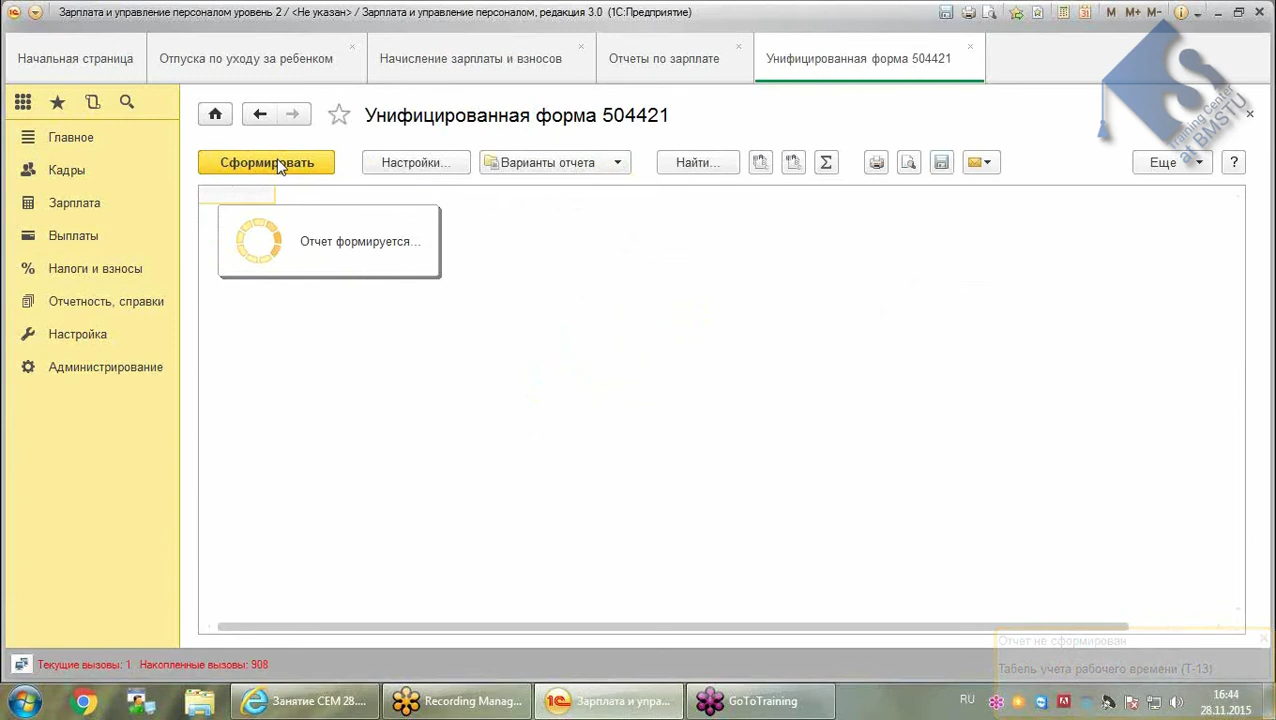 Зарплата и управление персоналом уровень 2 / <Не указан> / Зарплата и управление персоналом, редакция 3.0 (1С:Предприятие)
M M+ M-
Начальная страница
Отпуска по уходу за ребенком
Начисление зарплаты и взносов
Отчеты по зарплате
Унифицированная форма 504421
Training Center
at BMSTU
Главное
Кадры
Зарплата
Выплаты
Налоги и взносы
Отчетность, справки
Настройка
Администрирование
Унифицированная форма 504421
Сформировать
Настройки...
Варианты отчета
Найти...
Σ
Еще
?
Отчет формируется...
Отчет не сформирован
Табель учета рабочего времени (Т-13)
Текущие вызовы: 1 Накопленные вызовы: 908
Занятие СЕМ 28....
Recording Manag...
Зарплата и упра...
GoToTraining
RU
16:44
28.11.2015